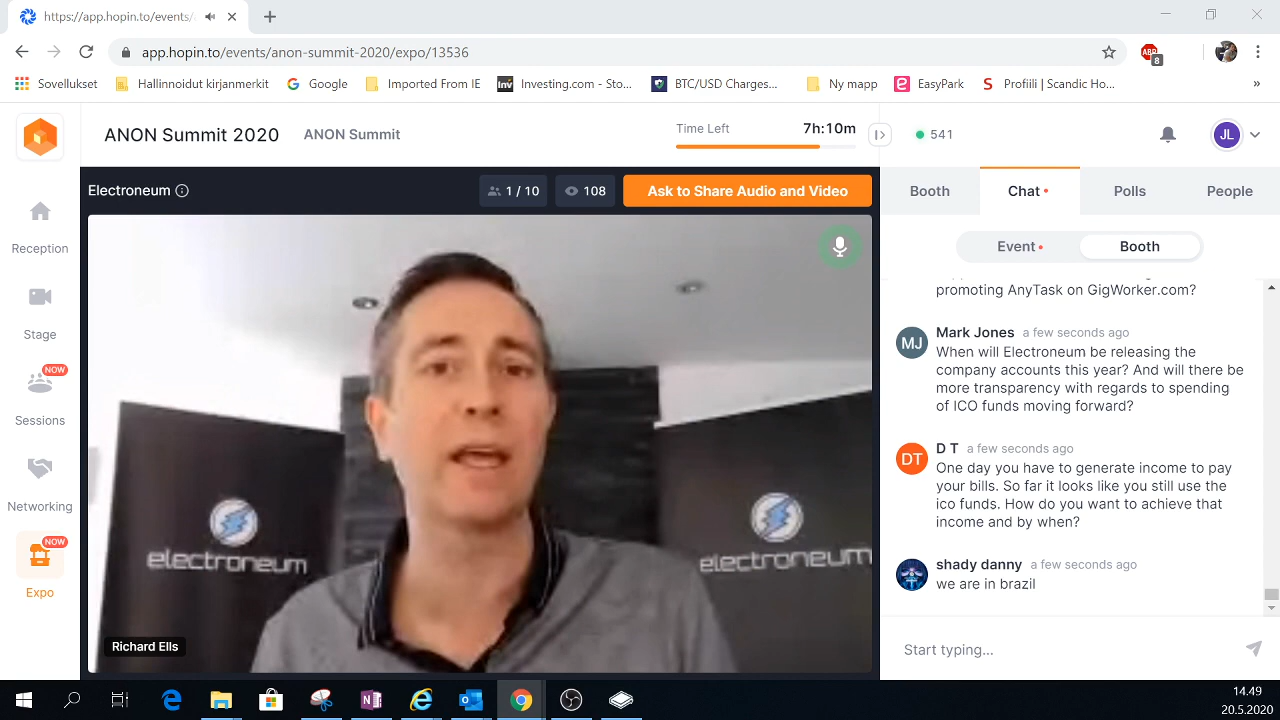 https://app.hopin.to/events/
app.hopin.to/events/anon-summit-2020/expo/13536
ABP
8
Sovellukset
Hallinnoidut kirjanmerkit
Google
Imported From IE
Inv
Investing.com - Sto...
BTC/USD Charges...
Ny mapp
EasyPark
S
Profiili | Scandic Ho...
»
ANON Summit 2020
ANON Summit
Time Left
7h:10m
541
JL
Electroneum
1 / 10
108
Ask to Share Audio and Video
Booth
Chat
Polls
People
Event
Booth
Reception
Stage
NOW
Sessions
Networking
NOW
Expo
electroneum
electroneum
Richard Ells
promoting AnyTask on GigWorker.com?
MJ
Mark Jones a few seconds ago
When will Electroneum be releasing the
company accounts this year? And will there be
more transparency with regards to spending
of ICO funds moving forward?
DT
D T a few seconds ago
One day you have to generate income to pay
your bills. So far it looks like you still use the
ico funds. How do you want to achieve that
income and by when?
shady danny a few seconds ago
we are in brazil
Start typing...
14.49
20.5.2020